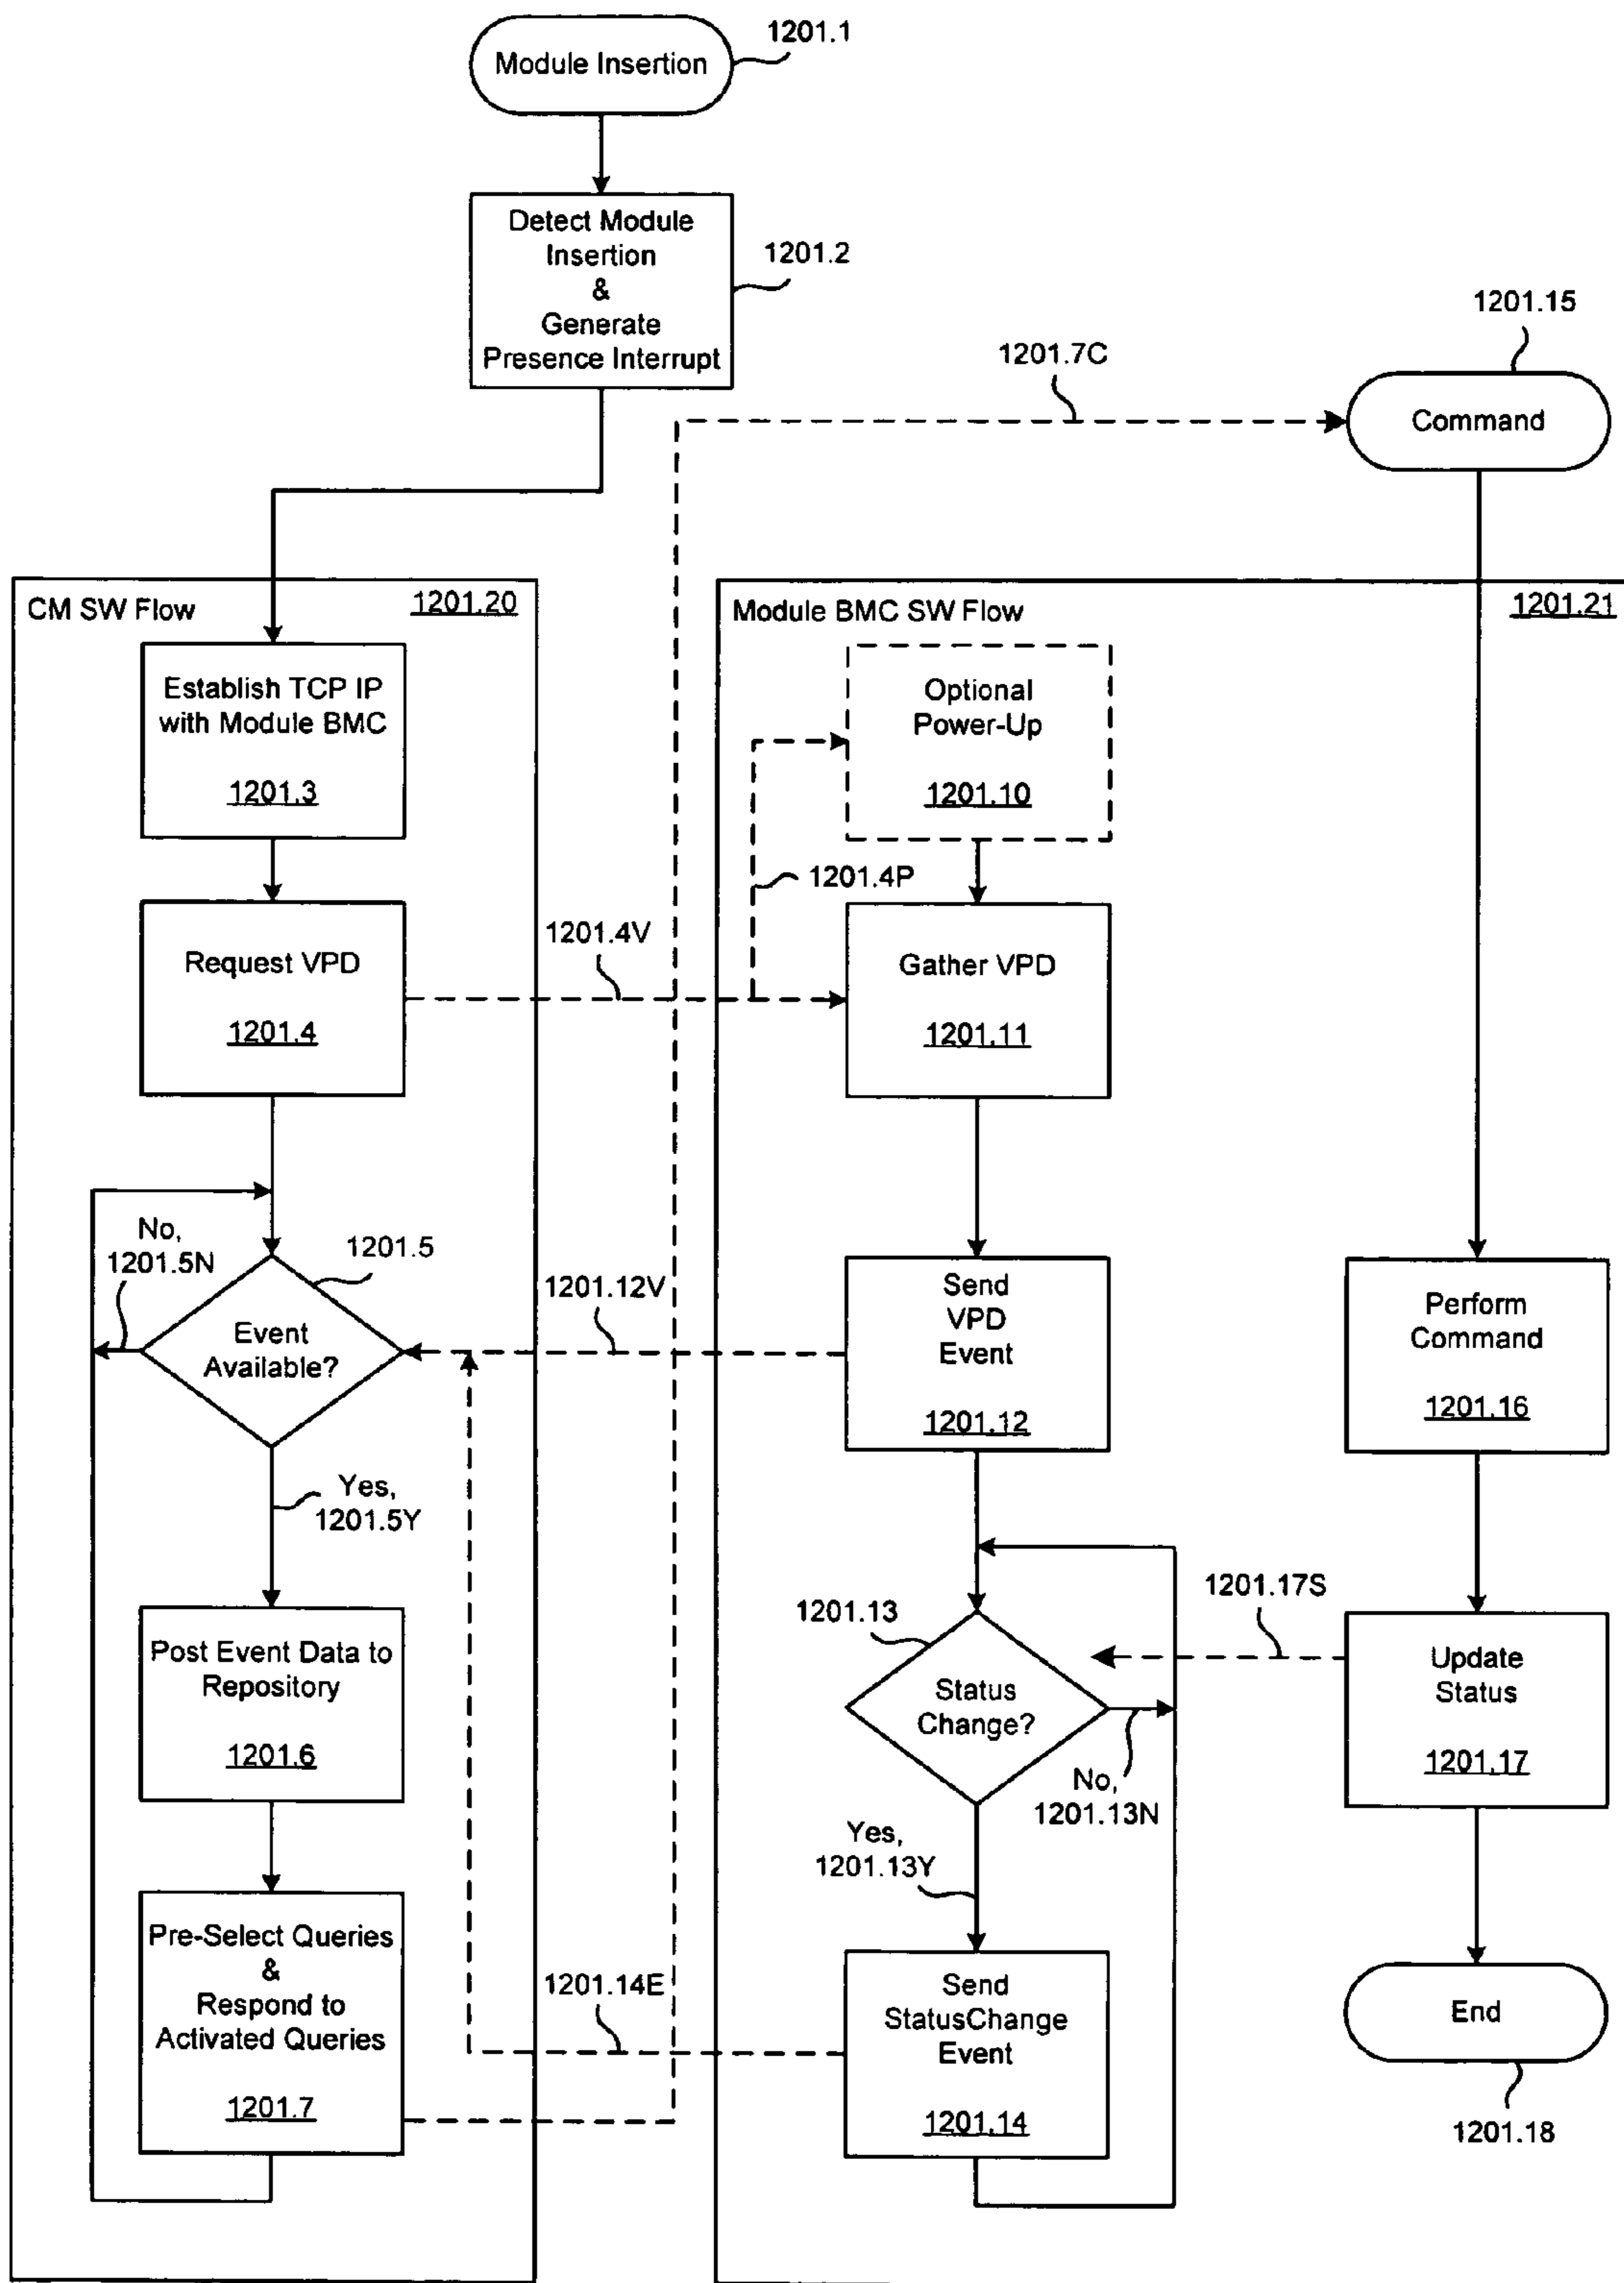 1201.1
Module Insertion
Detect Module
Insertion
&
Generate
Presence Interrupt
1201.2
1201.15
1201.7C
Command
CM SW Flow
1201.20
Module BMC SW Flow
1201.21
Establish TCP IP
with Module BMC
1201.3
Optional
Power-Up
1201.10
1201.4P
1201.4V
Request VPD
1201.4
Gather VPD
1201.11
No,
1201.5N
1201.5
Event
Available?
1201.12V
Send
VPD
Event
1201.12
Perform
Command
1201.16
Yes,
1201.5Y
Post Event Data to
Repository
1201.6
1201.13
Status
Change?
1201.17S
Update
Status
1201.17
No,
1201.13N
Yes,
1201.13Y
Pre-Select Queries
&
Respond to
Activated Queries
1201.7
1201.14E
Send
StatusChange
Event
1201.14
End
1201.18